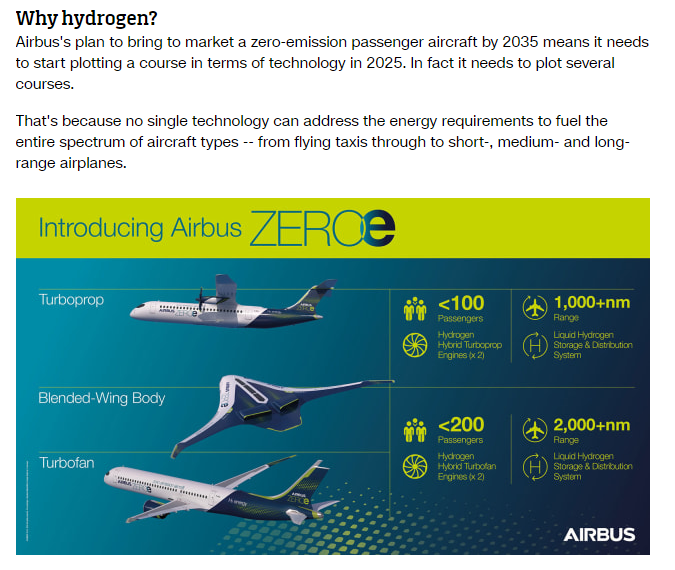 Why hydrogen?
Airbus's plan to bring to market a zero-emission passenger aircraft by 2035 means it needs
to start plotting a course in terms of technology in 2025. In fact it needs to plot several
courses.
That's because no single technology can address the energy requirements to fuel the
entire spectrum of aircraft types -- from flying taxis through to short-, medium- and long-
range airplanes.
Introducing Airbus ZEROe
Turboprop
<100
Passengers
Hydrogen
Hybrid Turboprop
Engines (x 2)
1,000+nm
Range
Liquid Hydrogen
Storage & Distribution
System
Blended-Wing Body
Turbofan
<200
Passengers
Hydrogen
Hybrid Turbofan
Engines (x 2)
2,000+nm
Range
Liquid Hydrogen
Storage & Distribution
System
AIRBUS